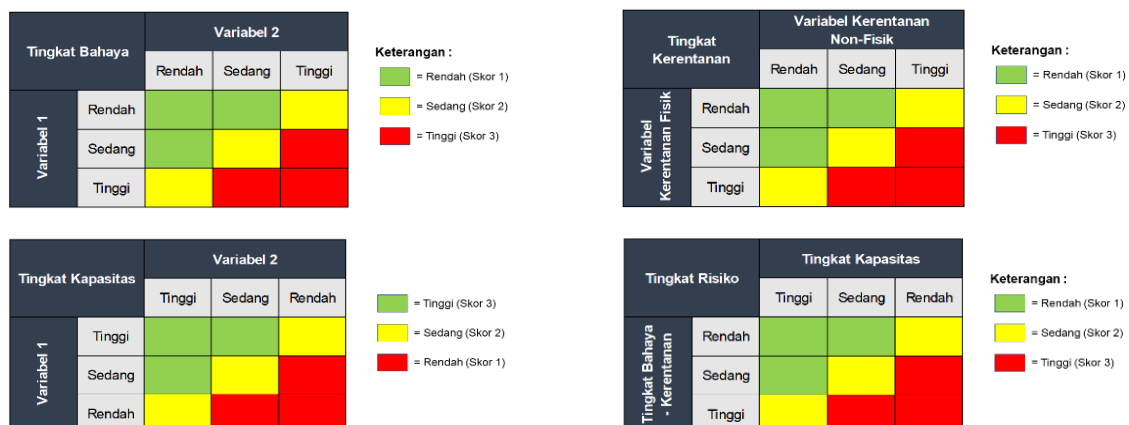 Tingkat Bahaya
Variabel 2
Rendah
Sedang
Tinggi
Variabel 1
Rendah
Sedang
Tinggi
Keterangan :
= Rendah (Skor 1)
= Sedang (Skor 2)
= Tinggi (Skor 3)
Tingkat
Kerentanan
Variabel Kerentanan
Non-Fisik
Rendah
Sedang
Tinggi
Variabel
Kerentanan Fisik
Rendah
Sedang
Tinggi
Keterangan :
= Rendah (Skor 1)
= Sedang (Skor 2)
= Tinggi (Skor 3)
Tingkat Kapasitas
Variabel 2
Tinggi
Sedang
Rendah
Variabel 1
Tinggi
Sedang
Rendah
= Tinggi (Skor 3)
= Sedang (Skor 2)
= Rendah (Skor 1)
Tingkat Risiko
Tingkat Kapasitas
Tinggi
Sedang
Rendah
Tingkat Bahaya
- Kerentanan
Rendah
Sedang
Tinggi
Keterangan :
= Rendah (Skor 1)
= Sedang (Skor 2)
= Tinggi (Skor 3)